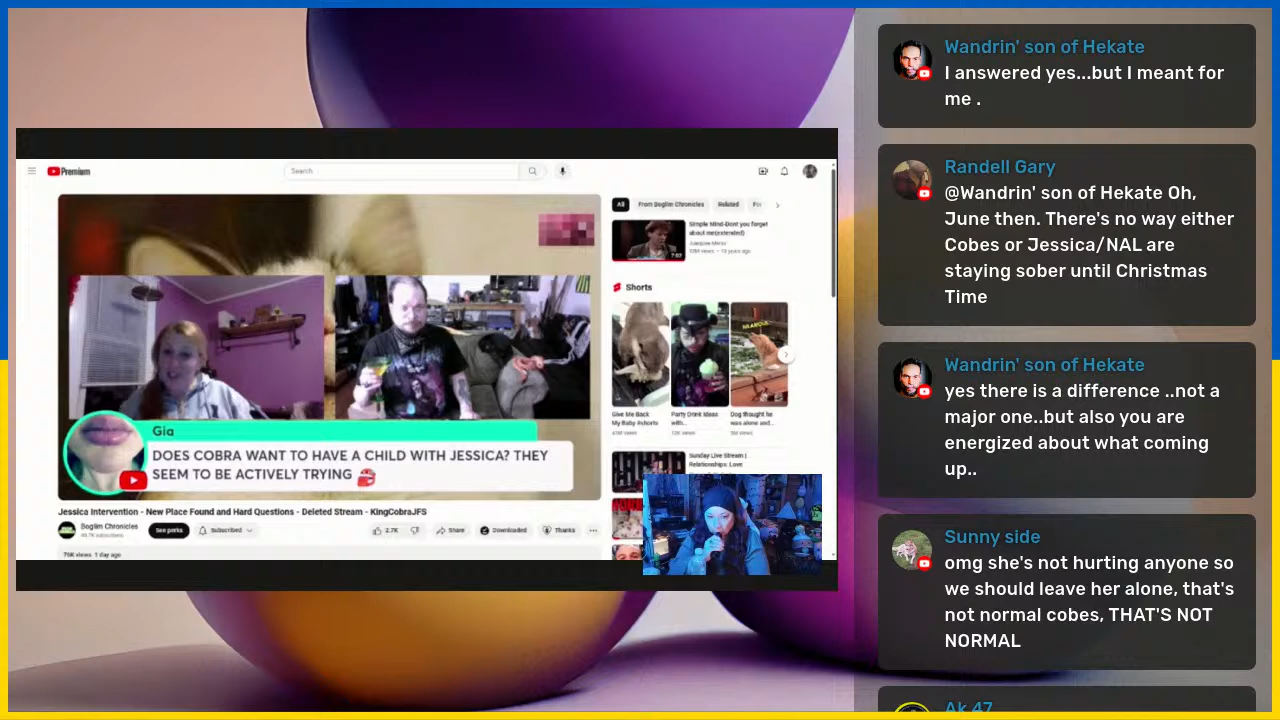 Premium
Search
All
From Boglim Chronicles
Related
Simple Mind-Dont you forget
about me(extended)
7:03
Shorts
Give Me Back
My Baby #shorts
Party Drink Ideas
with...
Dog thought he
was alone and...
Sunday Live Stream |
Relationships. Love
Gia
DOES COBRA WANT TO HAVE A CHILD WITH JESSICA? THEY
SEEM TO BE ACTIVELY TRYING
Jessica Intervention - New Place Found and Hard Questions - Deleted Stream - KingCobraJFS
Boglim Chronicles
See perks
Subscribed
2.7K
Share
Downloaded
Thanks
1 day ago
Wandrin' son of Hekate
I answered yes...but I meant for
me .
Randell Gary
@Wandrin' son of Hekate Oh,
June then. There's no way either
Cobes or Jessica/NAL are
staying sober until Christmas
Time
Wandrin' son of Hekate
yes there is a difference ..not a
major one..but also you are
energized about what coming
up..
Sunny side
omg she's not hurting anyone so
we should leave her alone, that's
not normal cobes, THAT'S NOT
NORMAL
Ak 47